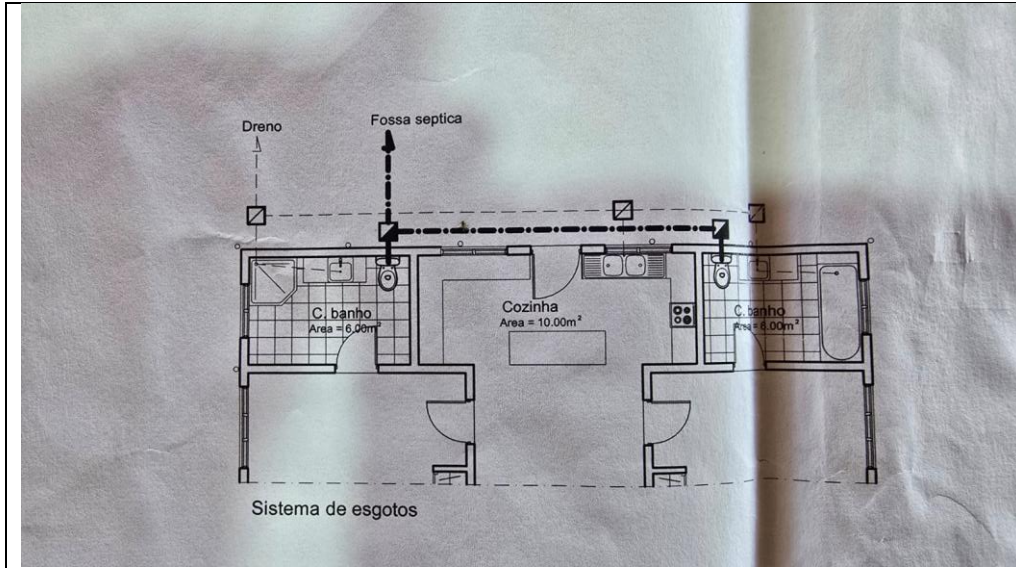 Dreno
Fossa septica
C. banho
Area = 6.00m²
Cozinha
Area = 10.00m²
C. banho
Area = 6.00m²
Sistema de esgotos